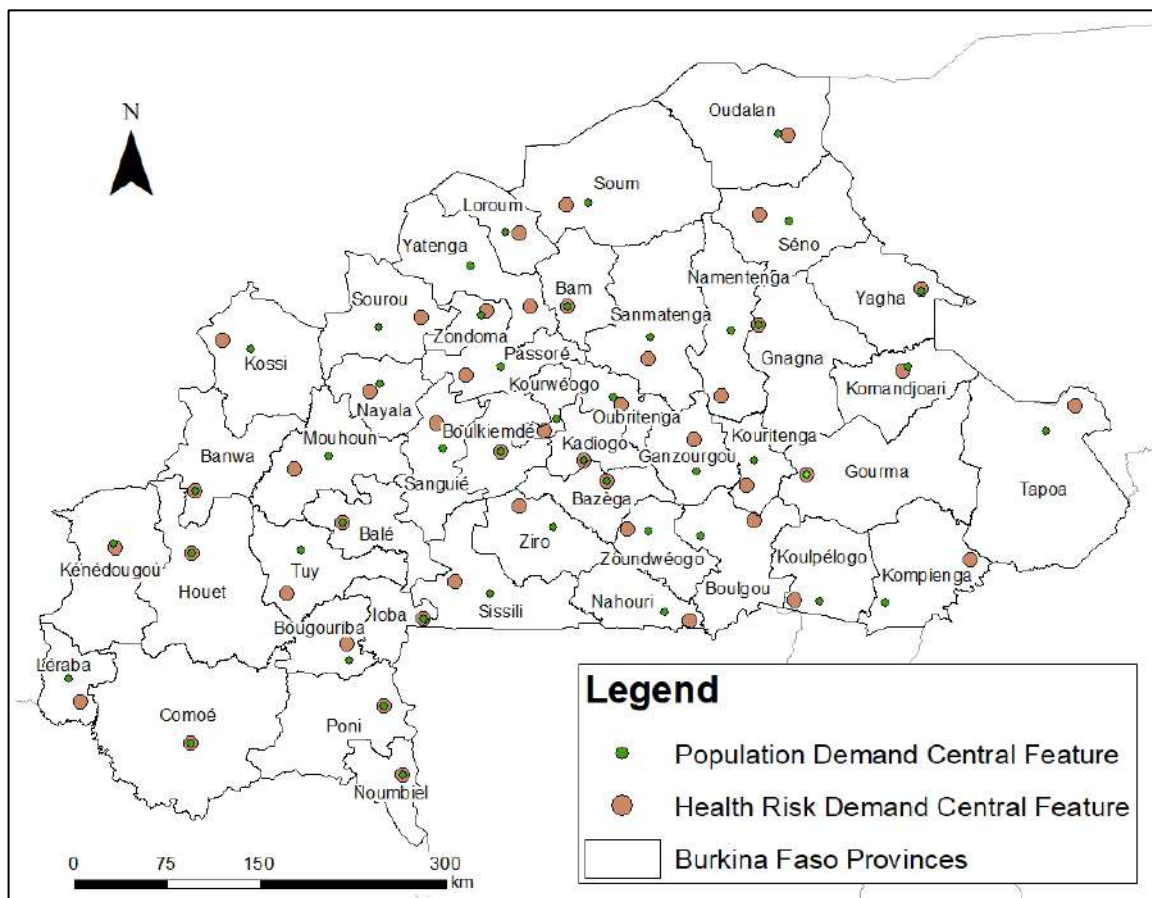 N
Oudalan
Soum
Loroum
Séno
Yatenga
Namentenga
Bam
Sourou
Yagha
Sanmatenga
Zondoma
Gnagna
Passoré
Kossi
Kourwéogo
Komandjoari
Nayala
Oubritenga
Mouhoun
Boulkiemdé
Kouritenga
Kadiogo
Banwa
Ganzourgou
Gourma
Sanguié
Tapoa
Bazèga
Balé
Ziro
Zoundwéogo
Koulpélogo
Kénédougou
Tuy
Kompienga
Houet
Boulgou
Sissili
Nahouri
Ioba
Bougouriba
Léraba
Comoé
Poni
Noumbiel
Legend
Population Demand Central Feature
Health Risk Demand Central Feature
Burkina Faso Provinces
0 75 150 300
km